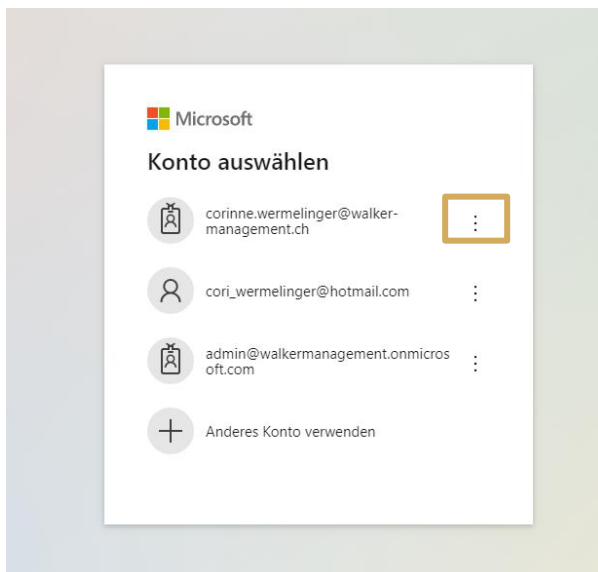 Microsoft
Konto auswählen
corinne.wermelinger@walker-
management.ch
cori_wermelinger@hotmail.com
admin@walkermanagement.onmicros
oft.com
Anderes Konto verwenden